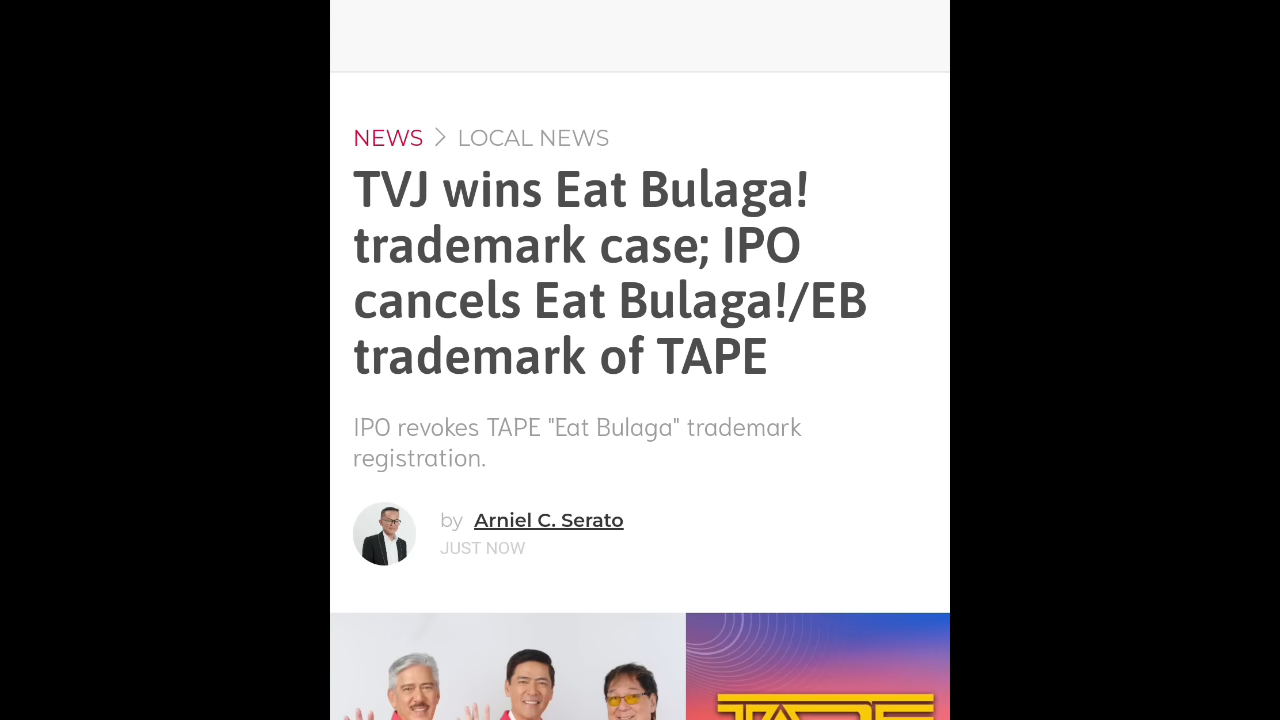 NEWS > LOCAL NEWS
TVJ wins Eat Bulaga!
trademark case; IPO
cancels Eat Bulaga!/EB
trademark of TAPE
IPO revokes TAPE "Eat Bulaga" trademark
registration.
by Arniel C. Serato
JUST NOW
TAPE